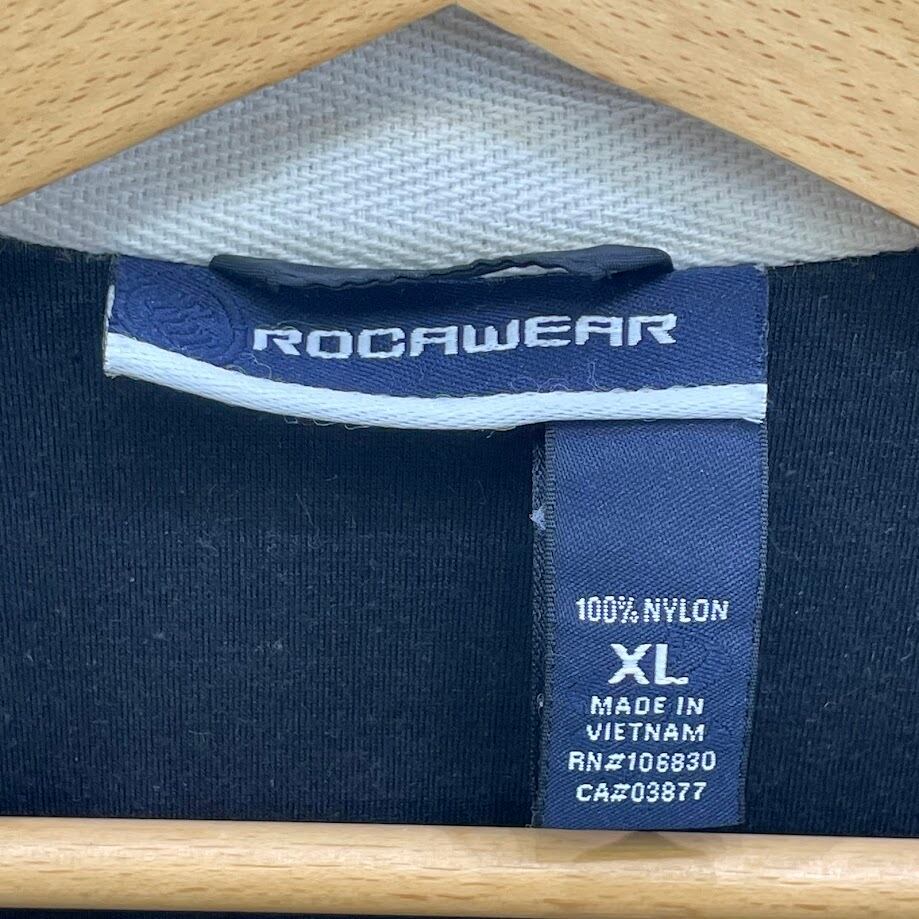 ROCAWEAR
100% NYLON
XL
MADE IN
VIETNAM
RN#106830
CA#03877